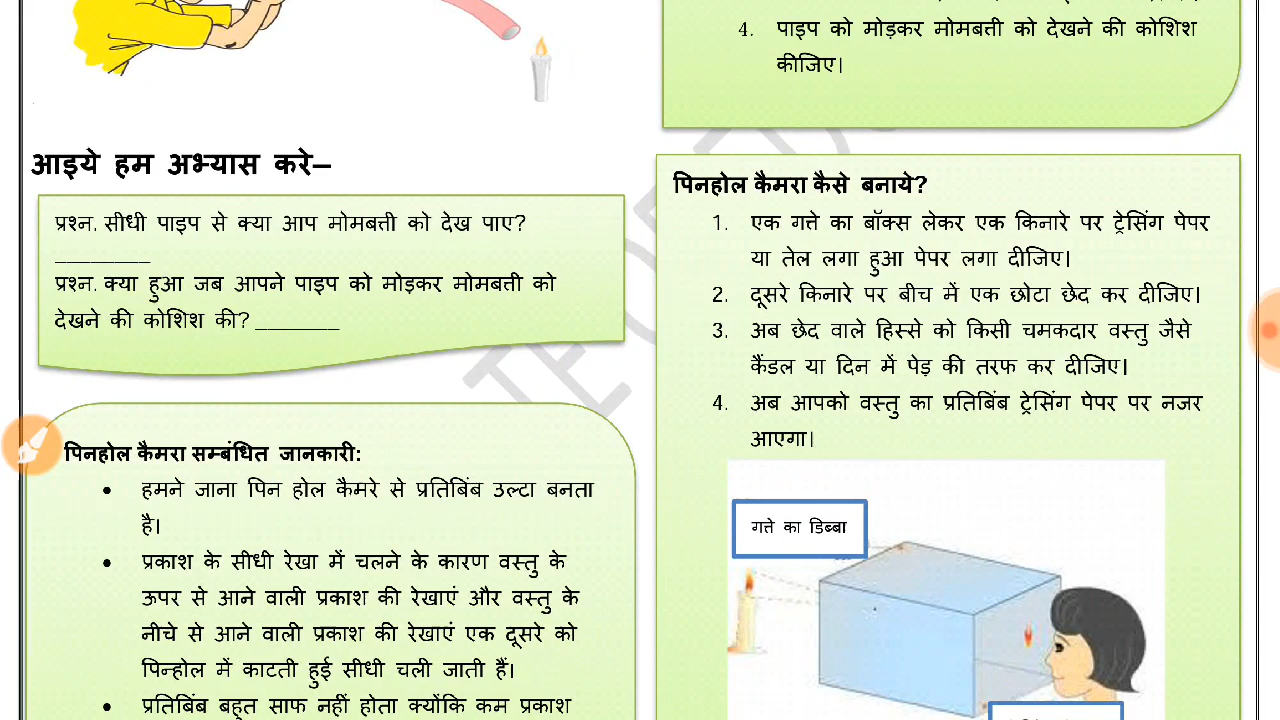 4. पाइप को मोड़कर मोमबत्ती को देखने की कोशिश
कीजिए।
आइये हम अभ्यास करे–
प्रश्न. सीधी पाइप से क्या आप मोमबत्ती को देख पाए?
________
प्रश्न. क्या हुआ जब आपने पाइप को मोड़कर मोमबत्ती को
देखने की कोशिश की? _______
पिनहोल कैमरा सम्बंधित जानकारी:
• हमने जाना पिन होल कैमरे से प्रतिबिंब उल्टा बनता
है।
• प्रकाश के सीधी रेखा में चलने के कारण वस्तु के
ऊपर से आने वाली प्रकाश की रेखाएं और वस्तु के
नीचे से आने वाली प्रकाश की रेखाएं एक दूसरे को
पिन्होल में काटती हुई सीधी चली जाती हैं।
• प्रतिबिंब बहुत साफ नहीं होता क्योंकि कम प्रकाश
पिनहोल कैमरा कैसे बनाये?
1. एक गत्ते का बॉक्स लेकर एक किनारे पर ट्रेसिंग पेपर
या तेल लगा हुआ पेपर लगा दीजिए।
2. दूसरे किनारे पर बीच में एक छोटा छेद कर दीजिए।
3. अब छेद वाले हिस्से को किसी चमकदार वस्तु जैसे
कैंडल या दिन में पेड़ की तरफ कर दीजिए।
4. अब आपको वस्तु का प्रतिबिंब ट्रेसिंग पेपर पर नजर
आएगा।
गत्ते का डिब्बा